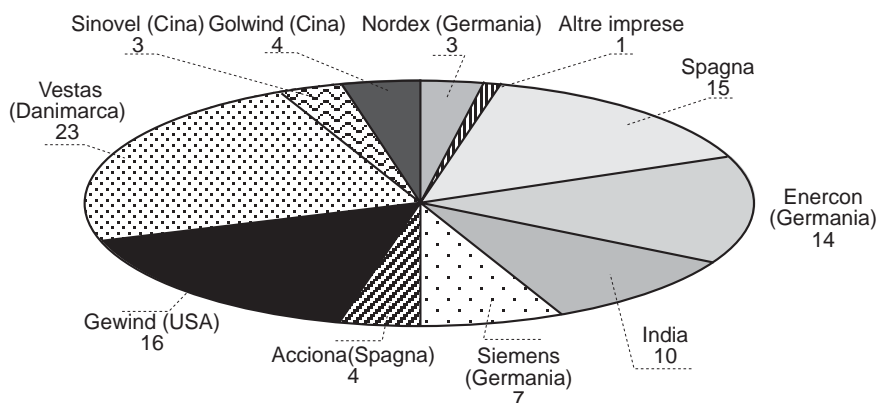 Sinovel (Cina)
3
Golwind (Cina)
4
Nordex (Germania)
3
Altre imprese
1
Spagna
15
Vestas
(Danimarca)
23
Enercon
(Germania)
14
Gewind (USA)
16
Acciona(Spagna)
4
Siemens
(Germania)
7
India
10